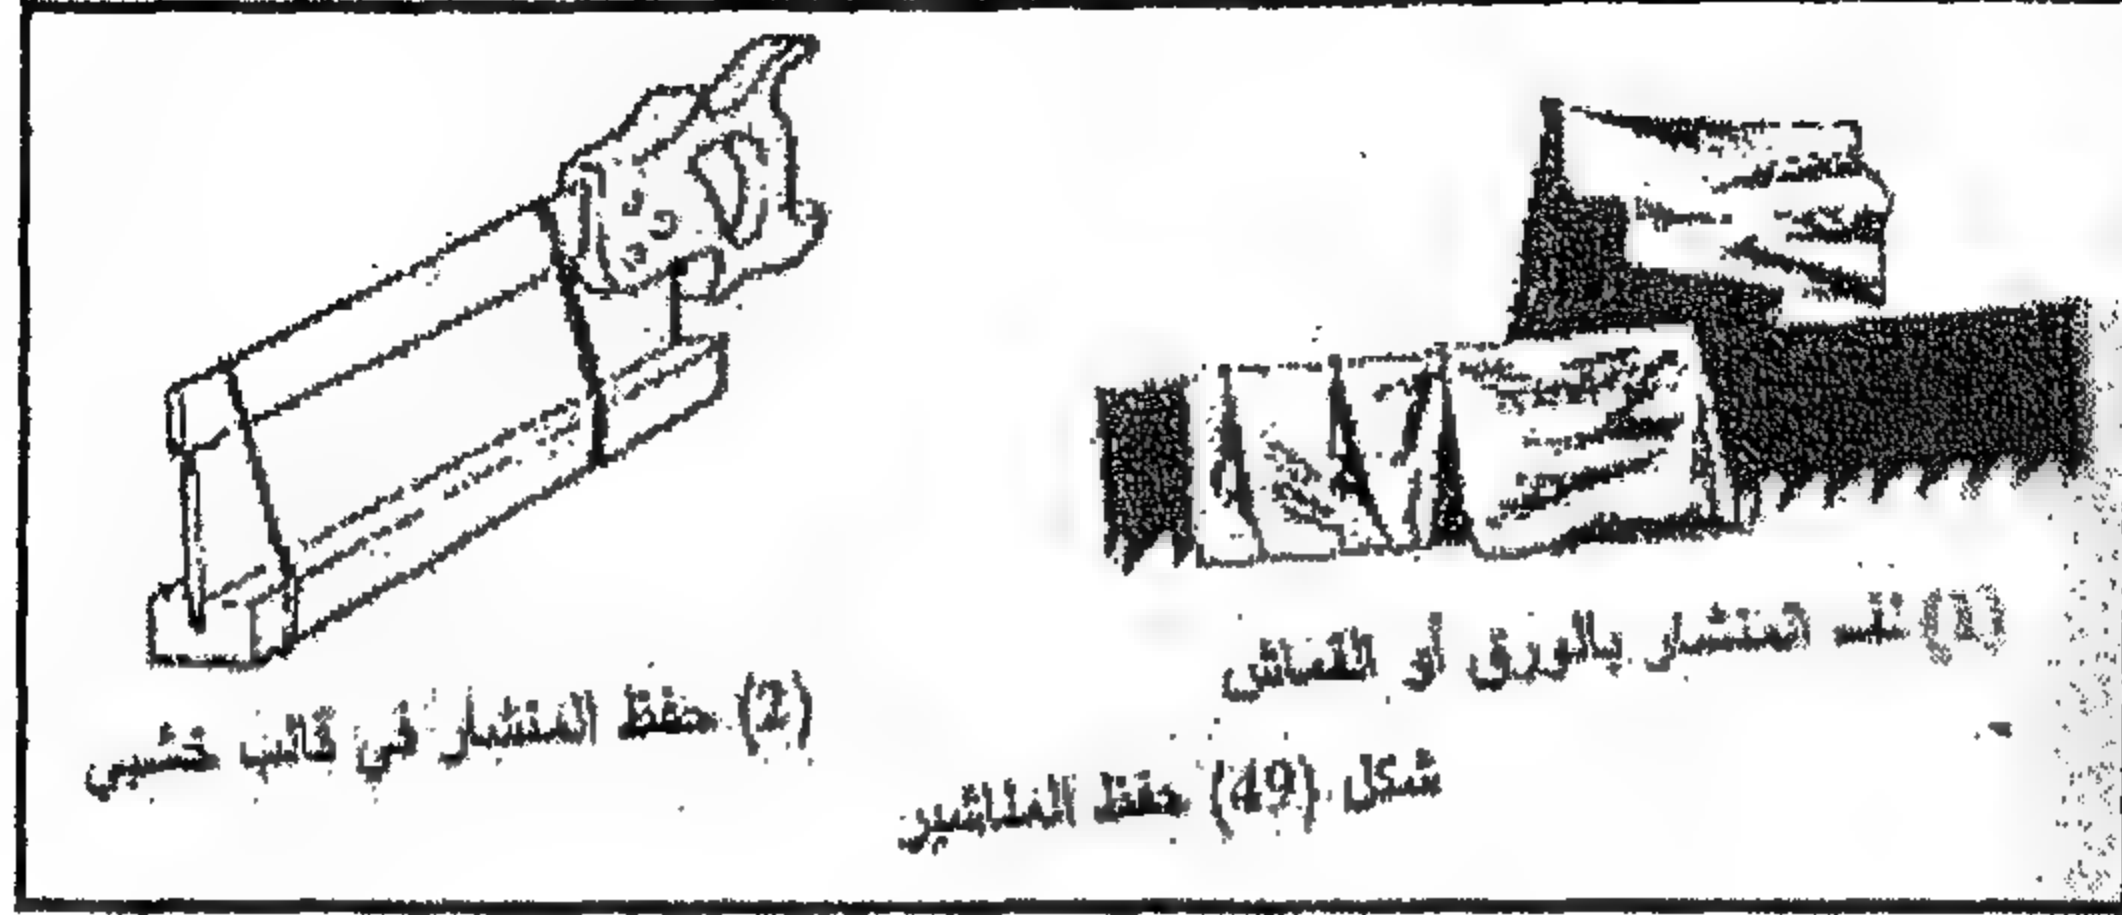 (1) لف المنشار بالورق أو القماش
(2) حفظ المنشار في قالب خشبي
شكل (49) حفظ المناشير